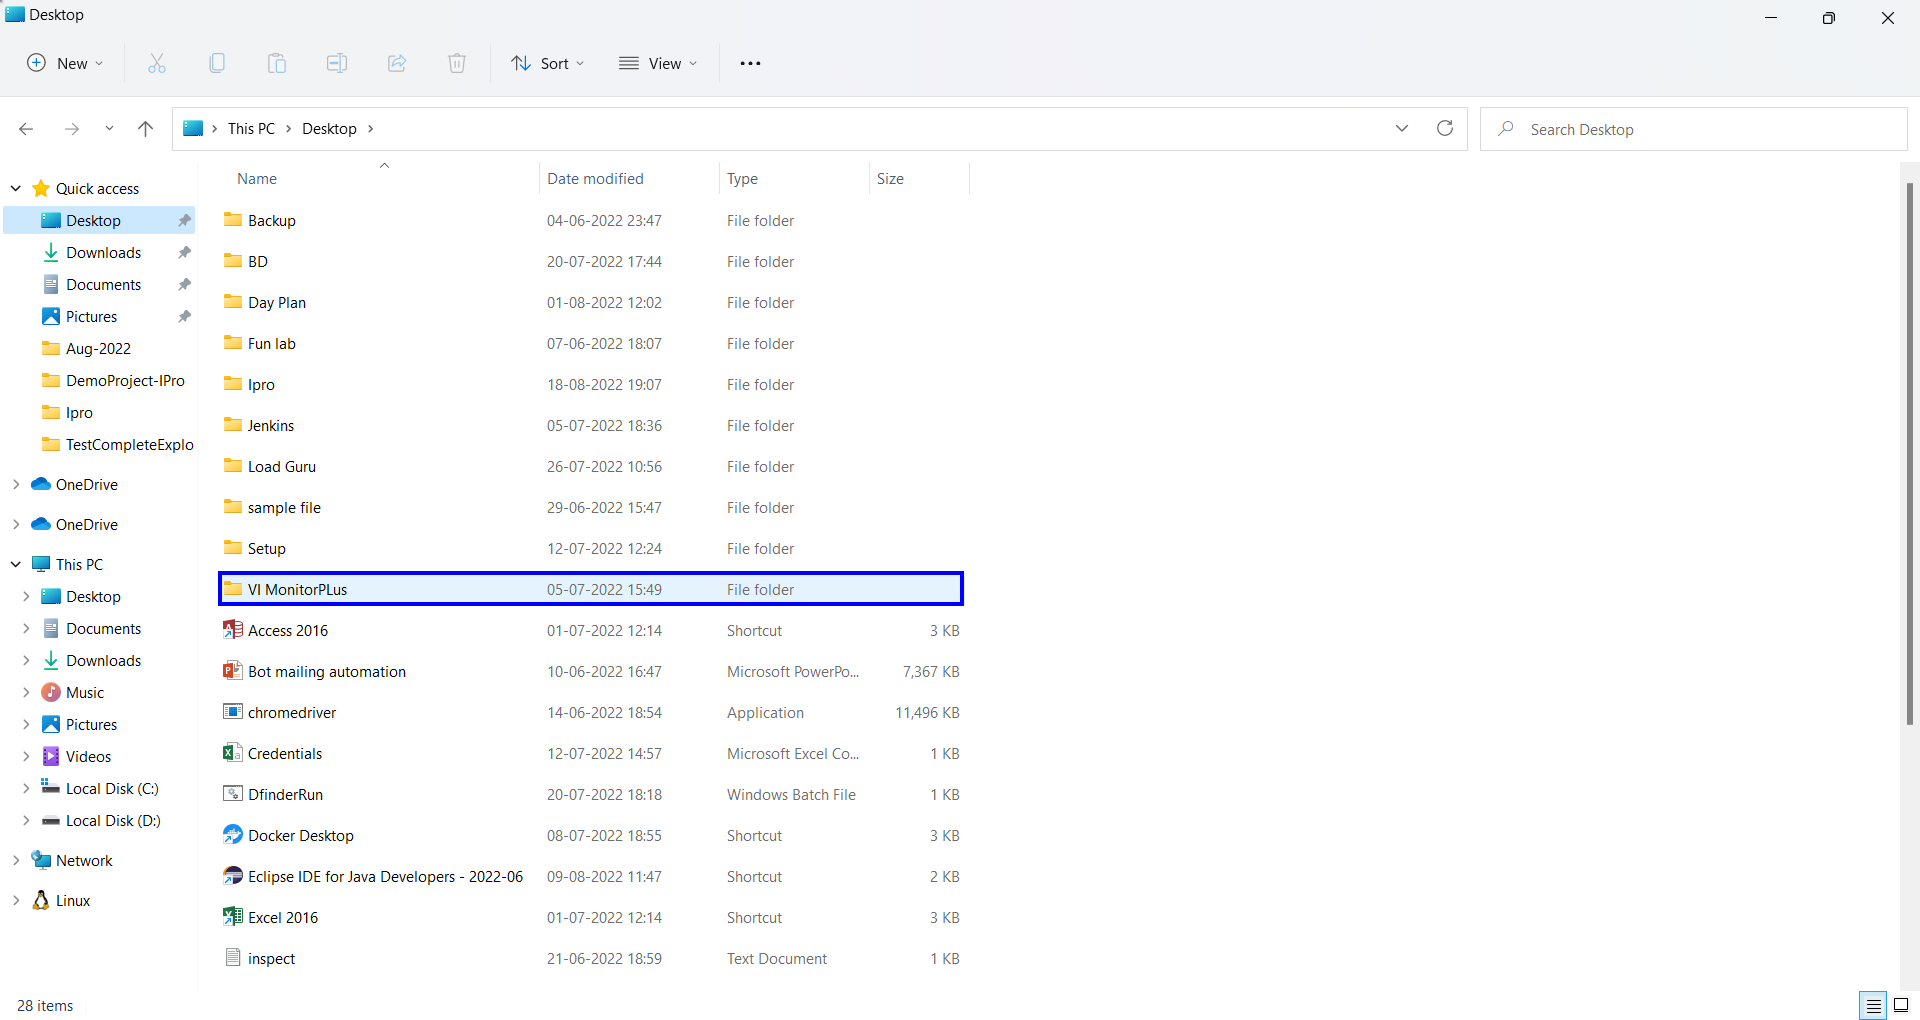 Desktop
New
Sort
View
This PC
Desktop
Search Desktop
Name
Date modified
Type
Size
Quick access
Desktop
Downloads
Documents
Pictures
Aug-2022
DemoProject-IPro
Ipro
TestCompleteExplo
OneDrive
OneDrive
This PC
Desktop
Documents
Downloads
Music
Pictures
Videos
Local Disk (C:)
Local Disk (D:)
Network
Linux
Backup 04-06-2022 23:47 File folder
BD 20-07-2022 17:44 File folder
Day Plan 01-08-2022 12:02 File folder
Fun lab 07-06-2022 18:07 File folder
Ipro 18-08-2022 19:07 File folder
Jenkins 05-07-2022 18:36 File folder
Load Guru 26-07-2022 10:56 File folder
sample file 29-06-2022 15:47 File folder
Setup 12-07-2022 12:24 File folder
VI MonitorPLus 05-07-2022 15:49 File folder
Access 2016 01-07-2022 12:14 Shortcut 3 KB
Bot mailing automation 10-06-2022 16:47 Microsoft PowerPo... 7,367 KB
chromedriver 14-06-2022 18:54 Application 11,496 KB
Credentials 12-07-2022 14:57 Microsoft Excel Co... 1 KB
DfinderRun 20-07-2022 18:18 Windows Batch File 1 KB
Docker Desktop 08-07-2022 18:55 Shortcut 3 KB
Eclipse IDE for Java Developers - 2022-06 09-08-2022 11:47 Shortcut 2 KB
Excel 2016 01-07-2022 12:14 Shortcut 3 KB
inspect 21-06-2022 18:59 Text Document 1 KB
28 items